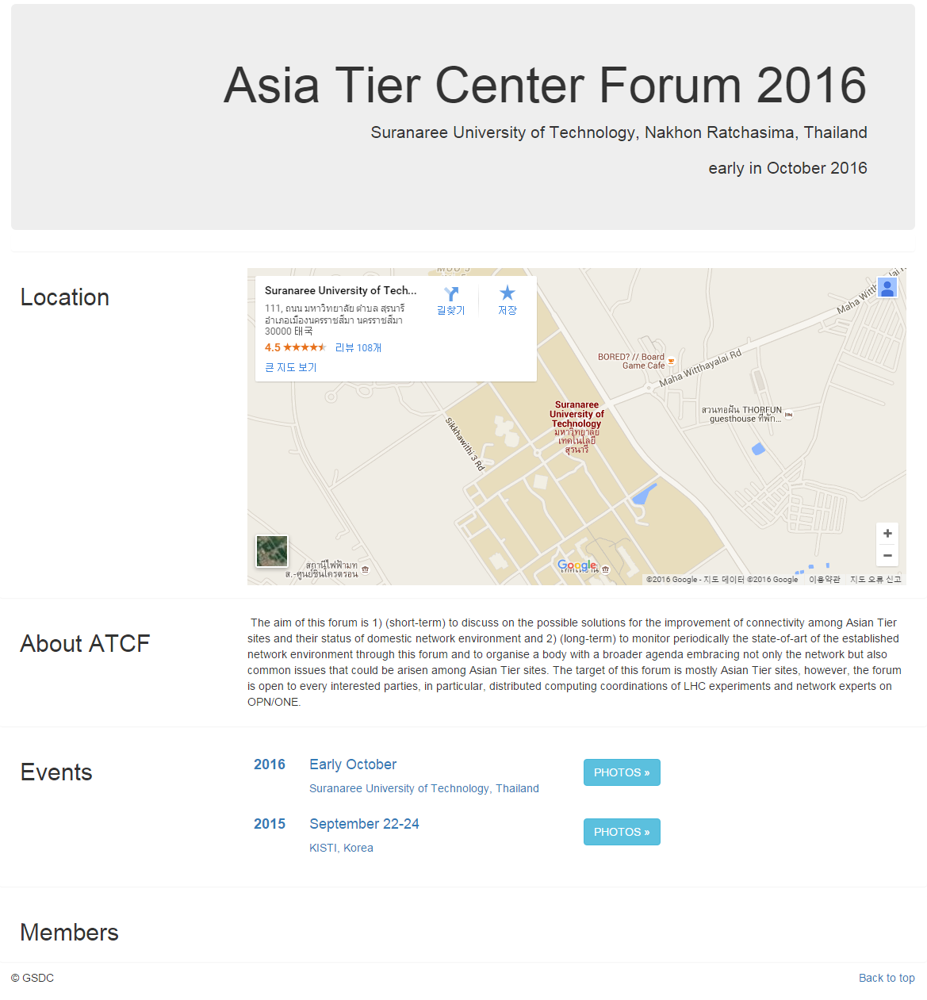 Asia Tier Center Forum 2016
Suranaree University of Technology, Nakhon Ratchasima, Thailand
early in October 2016
Location
Suranaree University of Tech...
111, ถนน มหาวิทยาลัย ตำบล สุรนารี
อำเภอเมืองนครราชสีมา นครราชสีมา
30000 태국
4.5
리뷰 108개
큰 지도 보기
길찾기
저장
Maha Witthayalai R
BORED? // Board
Game Cafe
Maha Witthayalai Rd
Suranaree
University of
Technology
มหาวิทยาลัย
เทคโนโลยี
สุรนารี
สวนทอฝัน THORFUN
guesthouse ที่พัก...
Sikkhawithi 3 Rd
สถานีไฟฟ้ามท
ส.-ศูนย์ซินโครตรอน
Google
+
−
©2016 Google - 지도 데이터 ©2016 Google
이용약관
지도 오류 신고
About ATCF
The aim of this forum is 1) (short-term) to discuss on the possible solutions for the improvement of connectivity among Asian Tier
sites and their status of domestic network environment and 2) (long-term) to monitor periodically the state-of-art of the established
network environment through this forum and to organise a body with a broader agenda embracing not only the network but also
common issues that could be arisen among Asian Tier sites. The target of this forum is mostly Asian Tier sites, however, the forum
is open to every interested parties, in particular, distributed computing coordinations of LHC experiments and network experts on
OPN/ONE.
Events
2016
Early October
Suranaree University of Technology, Thailand
PHOTOS »
2015
September 22-24
KISTI, Korea
PHOTOS »
Members
© GSDC
Back to top